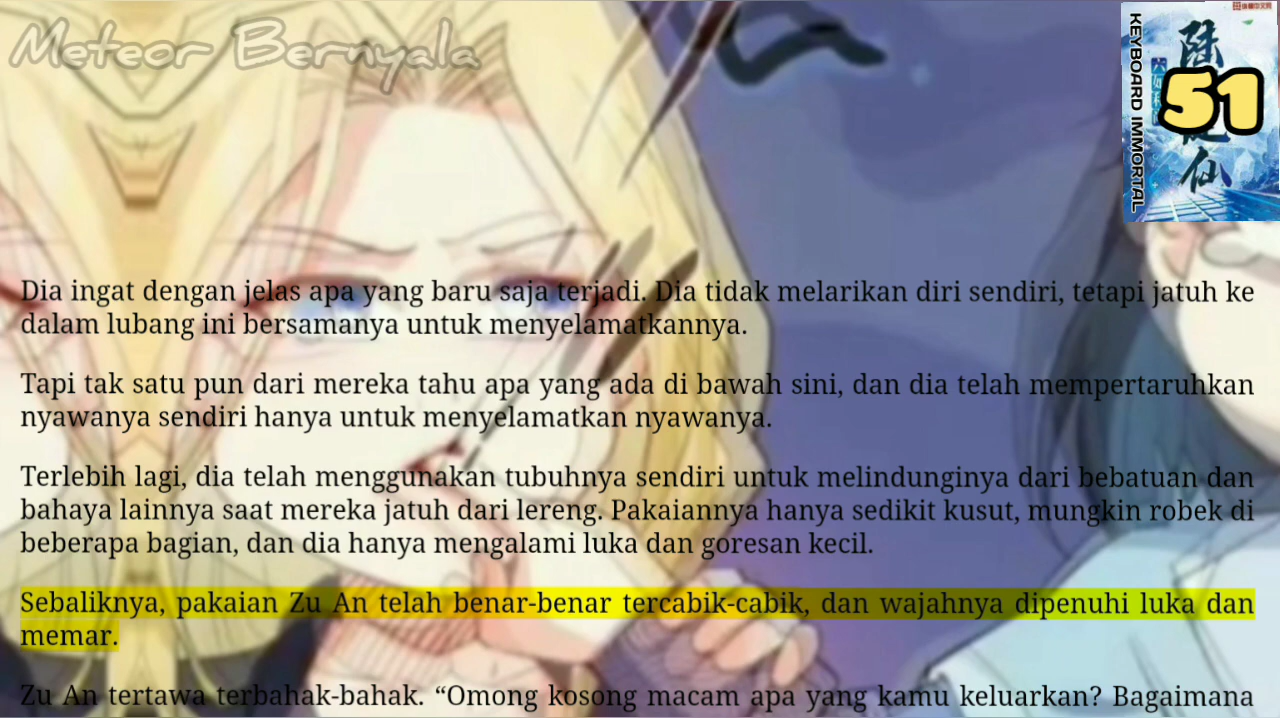 Meteor Bernyala
KEYBOARD IMMORTAL
51
仙
Dia ingat dengan jelas apa yang baru saja terjadi. Dia tidak melarikan diri sendiri, tetapi jatuh ke
dalam lubang ini bersamanya untuk menyelamatkannya.
Tapi tak satu pun dari mereka tahu apa yang ada di bawah sini, dan dia telah mempertaruhkan
nyawanya sendiri hanya untuk menyelamatkan nyawanya.
Terlebih lagi, dia telah menggunakan tubuhnya sendiri untuk melindunginya dari bebatuan dan
bahaya lainnya saat mereka jatuh dari lereng. Pakaiannya hanya sedikit kusut, mungkin robek di
beberapa bagian, dan dia hanya mengalami luka dan goresan kecil.
Sebaliknya, pakaian Zu An telah benar-benar tercabik-cabik, dan wajahnya dipenuhi luka dan
memar.
Zu An tertawa terbahak-bahak. “Omong kosong macam apa yang kamu keluarkan? Bagaimana